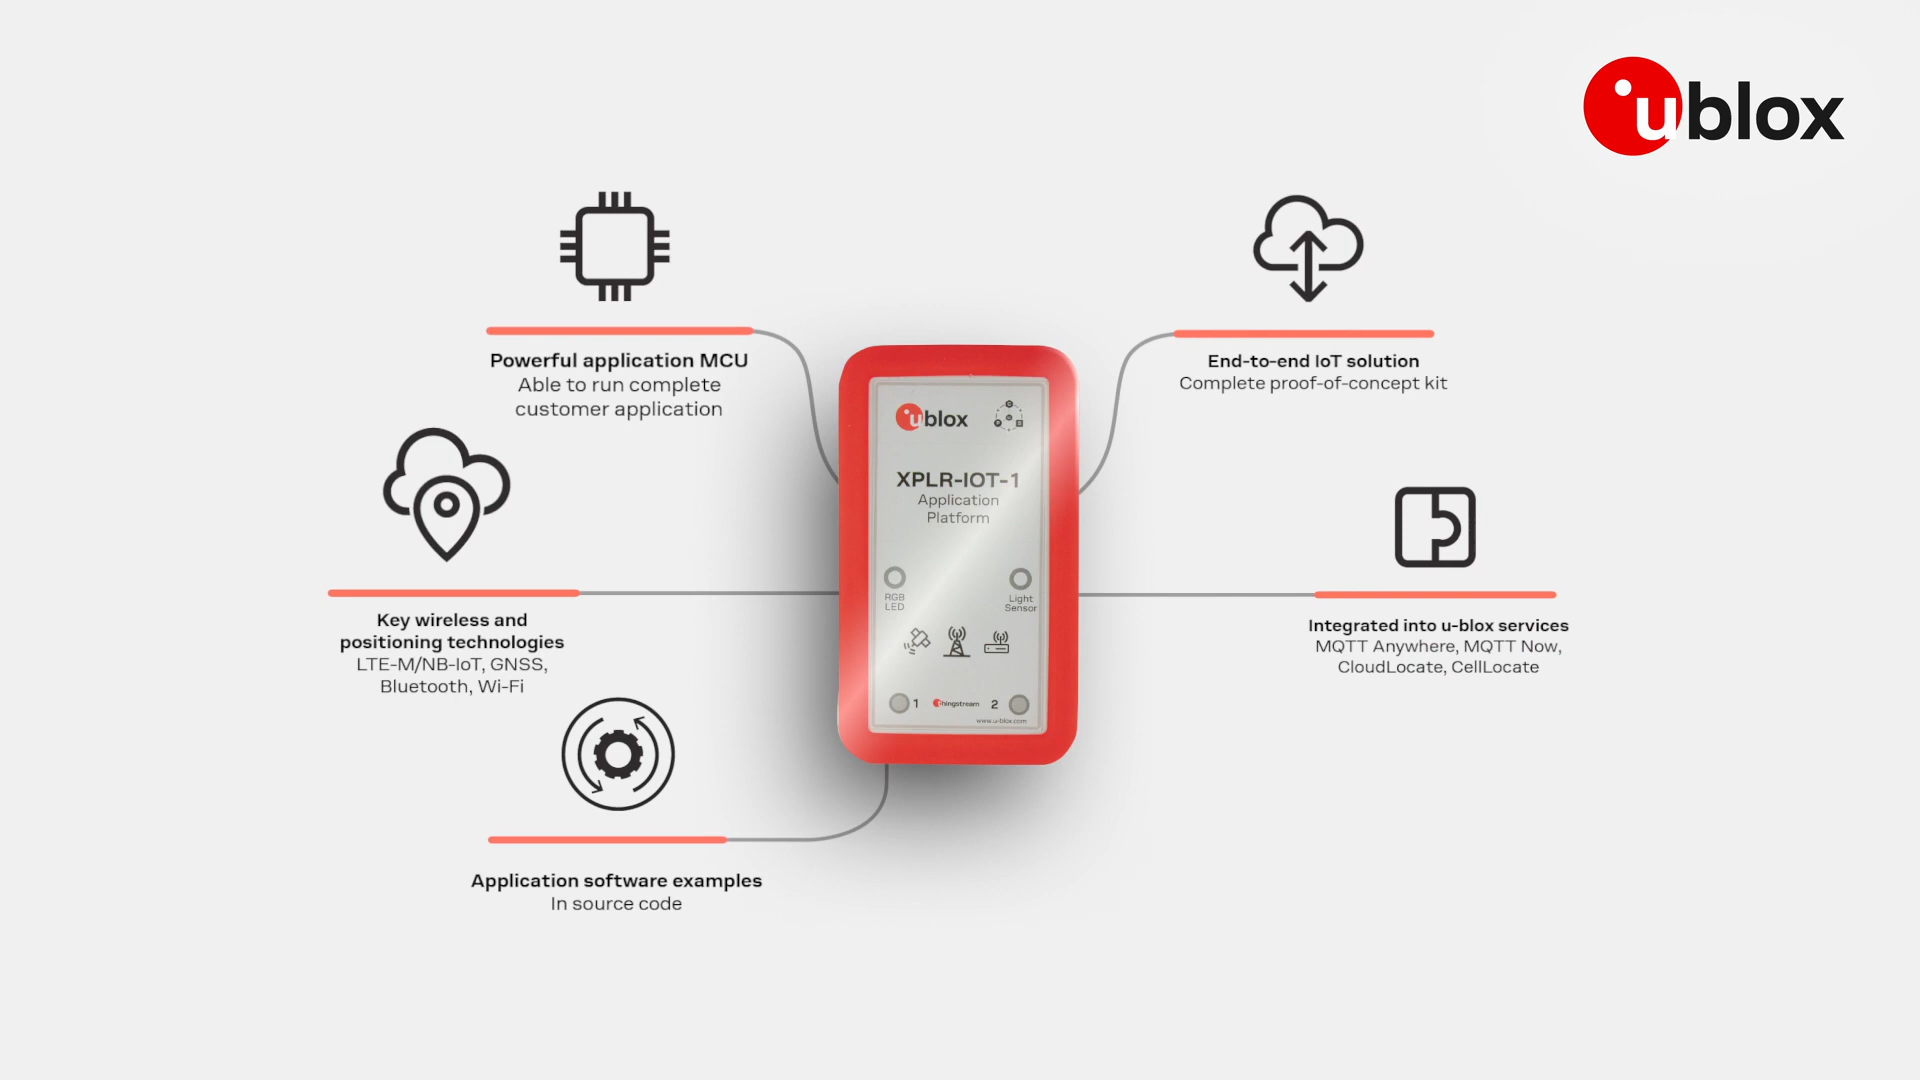 ublox
Powerful application MCU
Able to run complete
customer application
End-to-end IoT solution
Complete proof-of-concept kit
Key wireless and
positioning technologies
LTE-M/NB-IoT, GNSS,
Bluetooth, Wi-Fi
ublox
XPLR-IOT-1
Application
Platform
RGB
LED
Light
Sensor
1
thingstream
2
www.u-blox.com
Integrated into u-blox services
MQTT Anywhere, MQTT Now,
CloudLocate, CellLocate
Application software examples
In source code